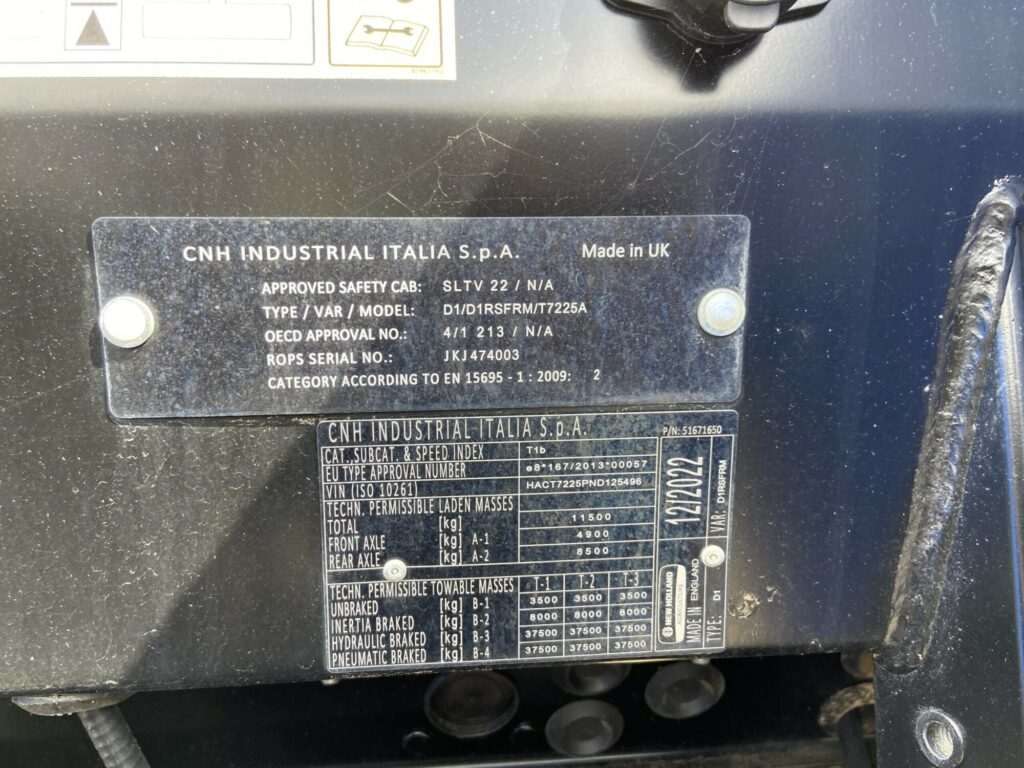 CNH INDUSTRIAL ITALIA S.p.A. Made in UK
APPROVED SAFETY CAB: SLTV 22 / N/A
TYPE / VAR / MODEL: D1/D1RSFRM/T7225A
OECD APPROVAL NO.: 4/1 213 / N/A
ROPS SERIAL NO.: JKJ474003
CATEGORY ACCORDING TO EN 15695 - 1 : 2009: 2
CNH INDUSTRIAL ITALIA S.p.A. P/N: 51671650
CAT.,SUBCAT. & SPEED INDEX T1b
EU TYPE APPROVAL NUMBER e8*167/2013*00057
VIN (ISO 10261) HACT7225PND125496
TECHN. PERMISSIBLE LADEN MASSES
TOTAL [kg] 11500
FRONT AXLE [kg] A-1 4900
REAR AXLE [kg] A-2 8500
TECHN. PERMISSIBLE TOWABLE MASSES T-1 T-2 T-3
UNBRAKED [kg] B-1 3500 3500 3500
INERTIA BRAKED [kg] B-2 8000 8000 8000
HYDRAULIC BRAKED [kg] B-3 37500 37500 37500
PNEUMATIC BRAKED [kg] B-4 37500 37500 37500
12/2022
NEW HOLLAND
AGRICULTURE
MADE IN ENGLAND
TYPE: D1 VAR: D1RSFRM